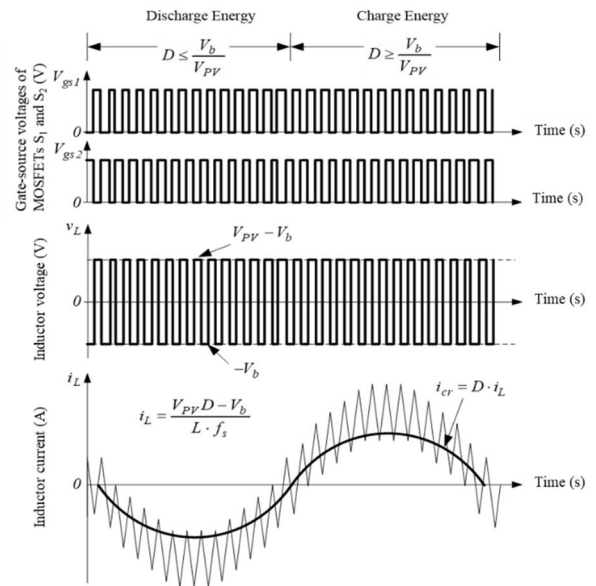 Discharge Energy
Charge Energy
D ≤ V_b / V_PV
D ≥ V_b / V_PV
Gate-source voltages of
MOSFETs S_1 and S_2 (V)
V_gs1
0
Time (s)
V_gs2
0
Time (s)
Inductor voltage (V)
v_L
V_PV − V_b
0
Time (s)
−V_b
Inductor current (A)
i_L
i_L = V_PV D − V_b / L · f_s
i_cr = D · i_L
0
Time (s)